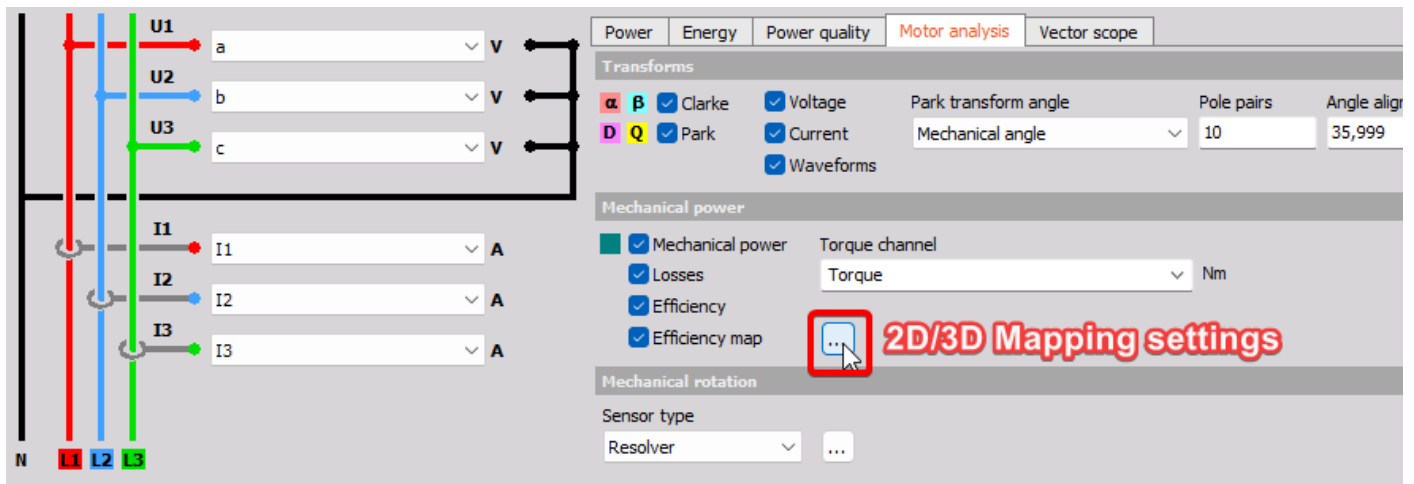 U1
a
V
U2
b
V
U3
c
V
I1
I1
A
I2
I2
A
I3
I3
A
N L1 L2 L3
Power Energy Power quality Motor analysis Vector scope
Transforms
α β Clarke Voltage Park transform angle Pole pairs Angle align
D Q Park Current Mechanical angle 10 35,999
Waveforms
Mechanical power
Mechanical power Torque channel
Losses Torque Nm
Efficiency
Efficiency map ... 2D/3D Mapping settings
Mechanical rotation
Sensor type
Resolver ...